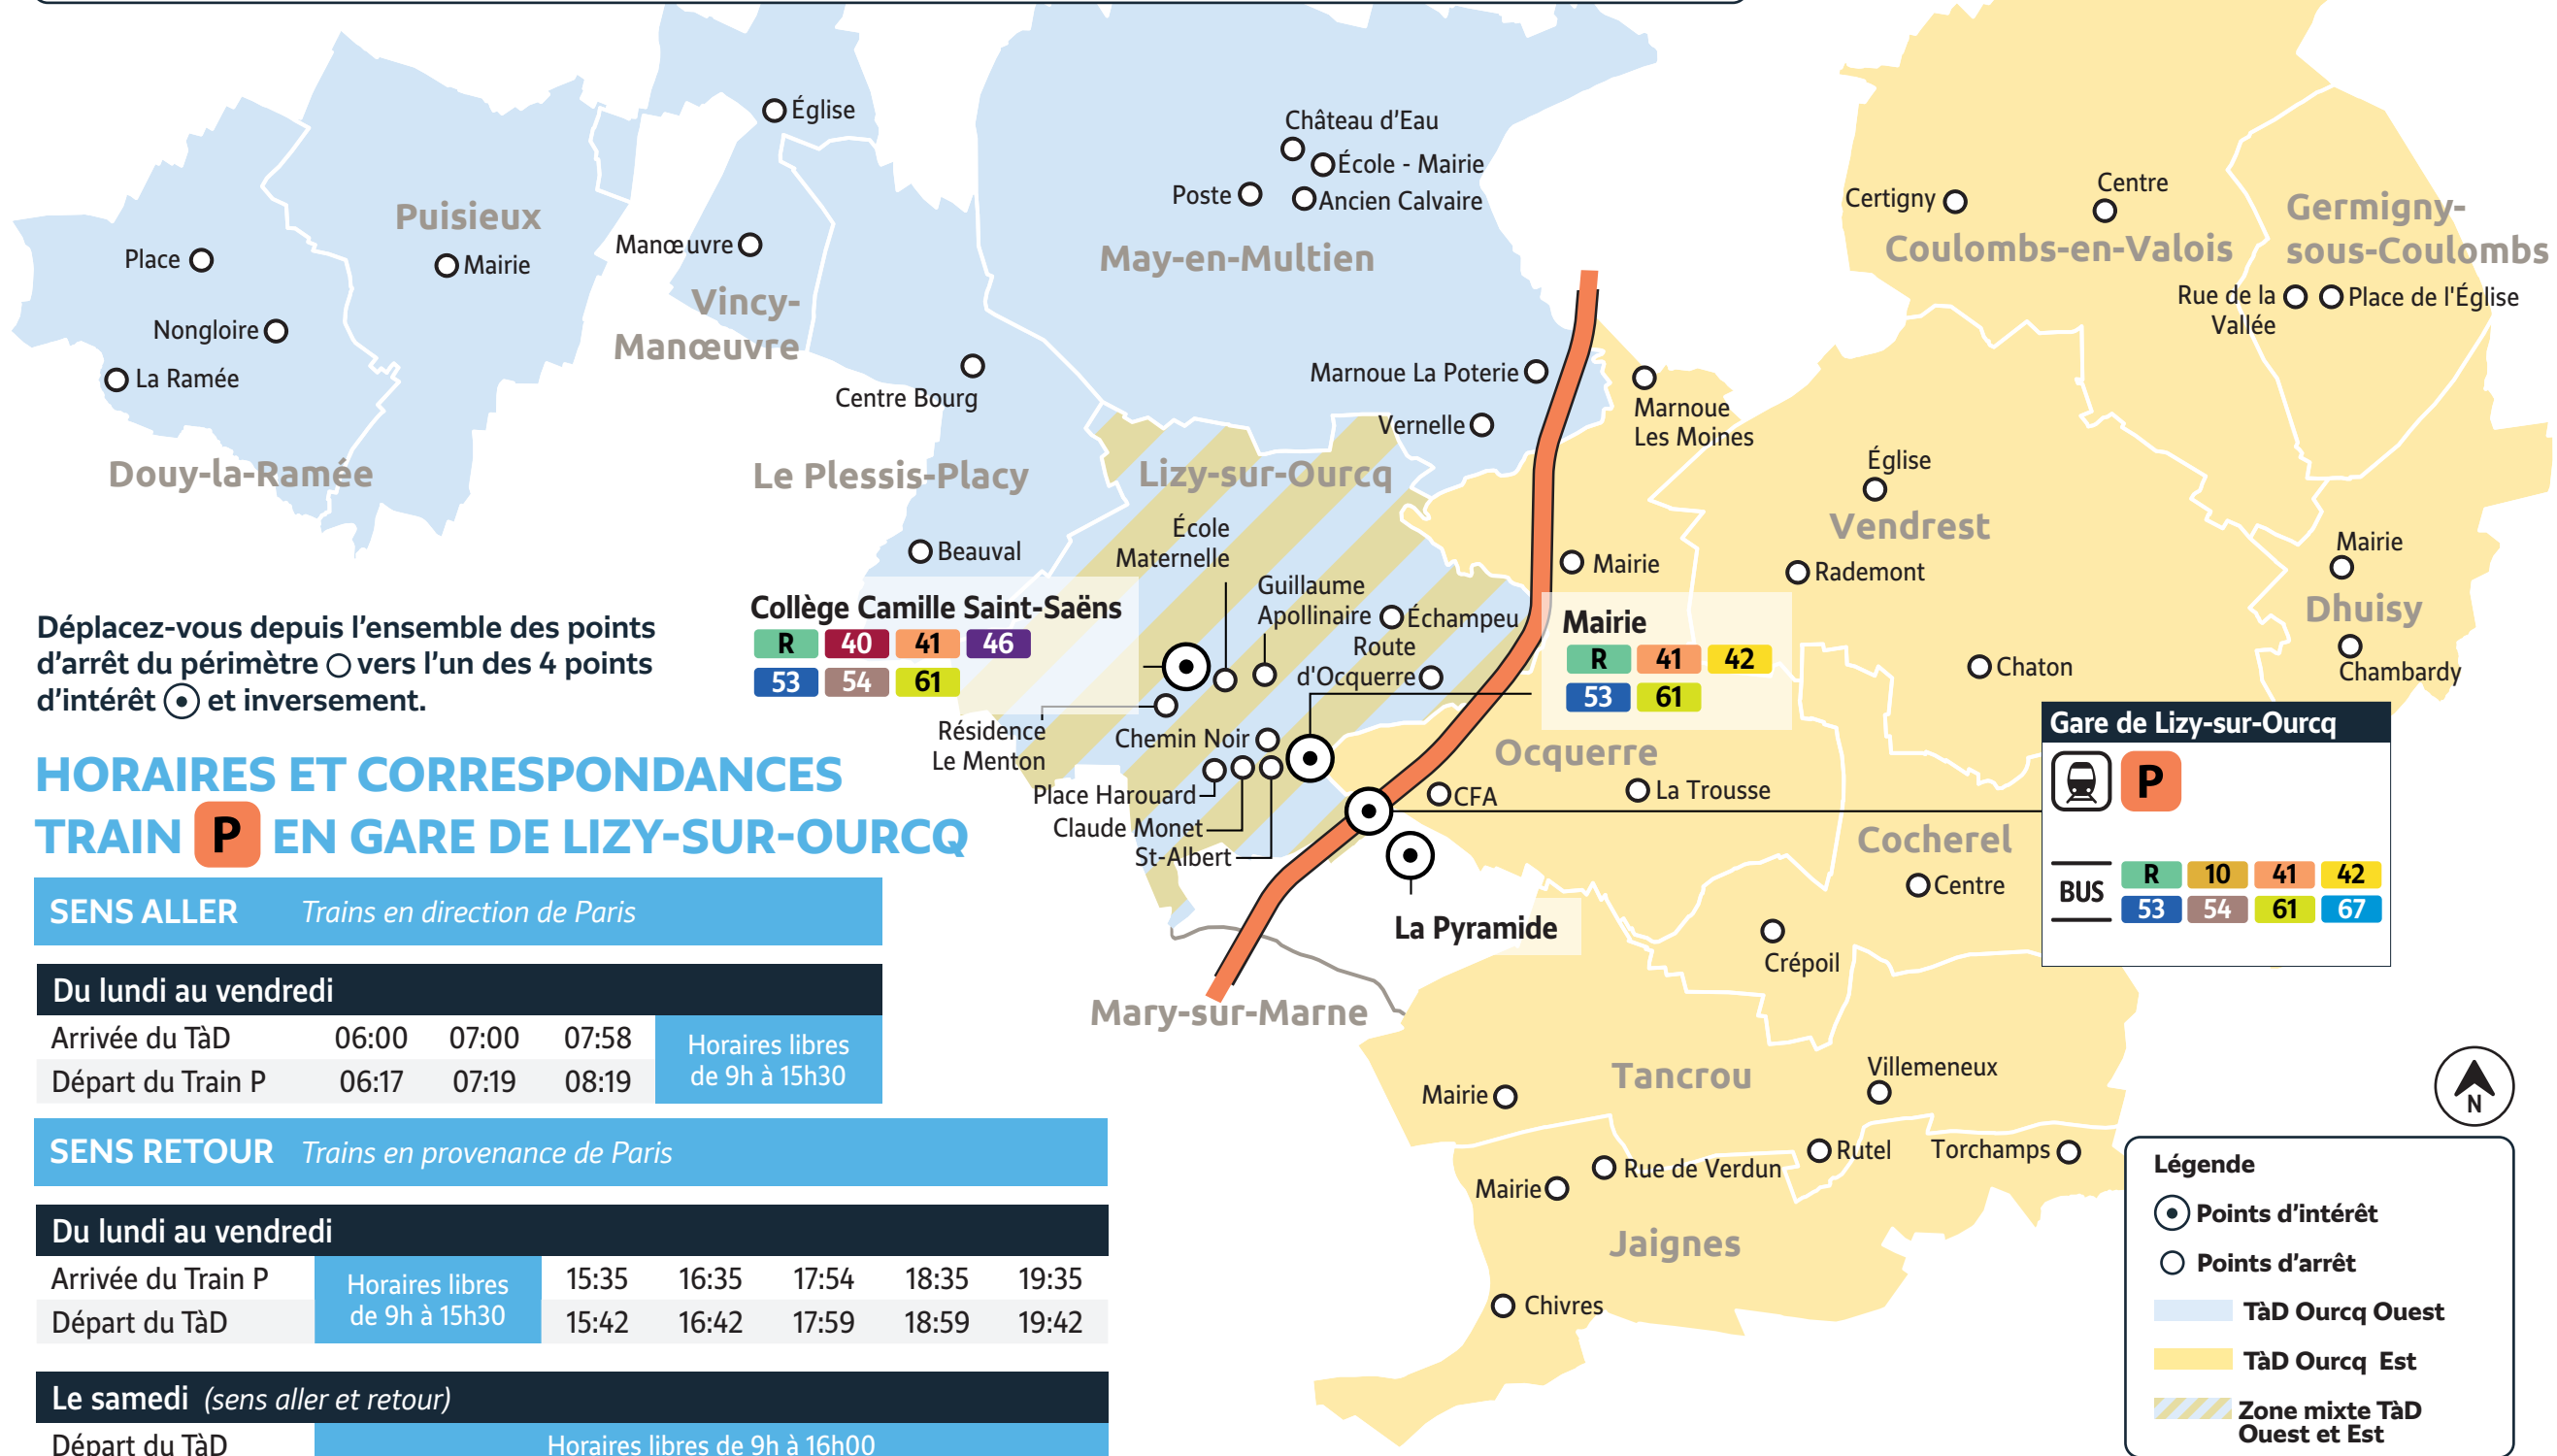 Église
Château d'Eau
École - Mairie
Poste
Ancien Calvaire
Certigny
Centre
Germigny-
sous-Coulombs
Coulombs-en-Valois
Puisieux
Place
Mairie
Manœuvre
May-en-Multien
Vincy-
Manœuvre
Rue de la
Vallée
Place de l'Église
Nongloire
La Ramée
Centre Bourg
Marnoue La Poterie
Vernelle
Marnoue
Les Moines
Douy-la-Ramée
Le Plessis-Placy
Lizy-sur-Ourcq
Église
Vendrest
Beauval
École
Maternelle
Guillaume
Apollinaire
Échampeu
Route
d'Ocquerre
Mairie
Rademont
Mairie
Dhuisy
Chambardy
Chaton
Collège Camille Saint-Saëns
R 40 41 46
53 54 61
Mairie
R 41 42
53 61
Résidence
Le Menton
Chemin Noir
Place Harouard
Claude Monet
St-Albert
Ocquerre
CFA
La Trousse
Gare de Lizy-sur-Ourcq
P
BUS
R 10 41 42
53 54 61 67
Cocherel
Centre
La Pyramide
Crépoil
Mary-sur-Marne
Tancrou
Villemeneux
Mairie
Rutel
Torchamps
Rue de Verdun
Mairie
Jaignes
Chivres
Déplacez-vous depuis l'ensemble des points
d'arrêt du périmètre vers l'un des 4 points
d'intérêt et inversement.
HORAIRES ET CORRESPONDANCES
TRAIN P EN GARE DE LIZY-SUR-OURCQ
SENS ALLER Trains en direction de Paris
Du lundi au vendredi
Arrivée du TàD 06:00 07:00 07:58
Départ du Train P 06:17 07:19 08:19
Horaires libres
de 9h à 15h30
SENS RETOUR Trains en provenance de Paris
Du lundi au vendredi
Arrivée du Train P 15:35 16:35 17:54 18:35 19:35
Départ du TàD 15:42 16:42 17:59 18:59 19:42
Horaires libres
de 9h à 15h30
Le samedi (sens aller et retour)
Départ du TàD Horaires libres de 9h à 16h00
N
Légende
Points d'intérêt
Points d'arrêt
TàD Ourcq Ouest
TàD Ourcq Est
Zone mixte TàD
Ouest et Est